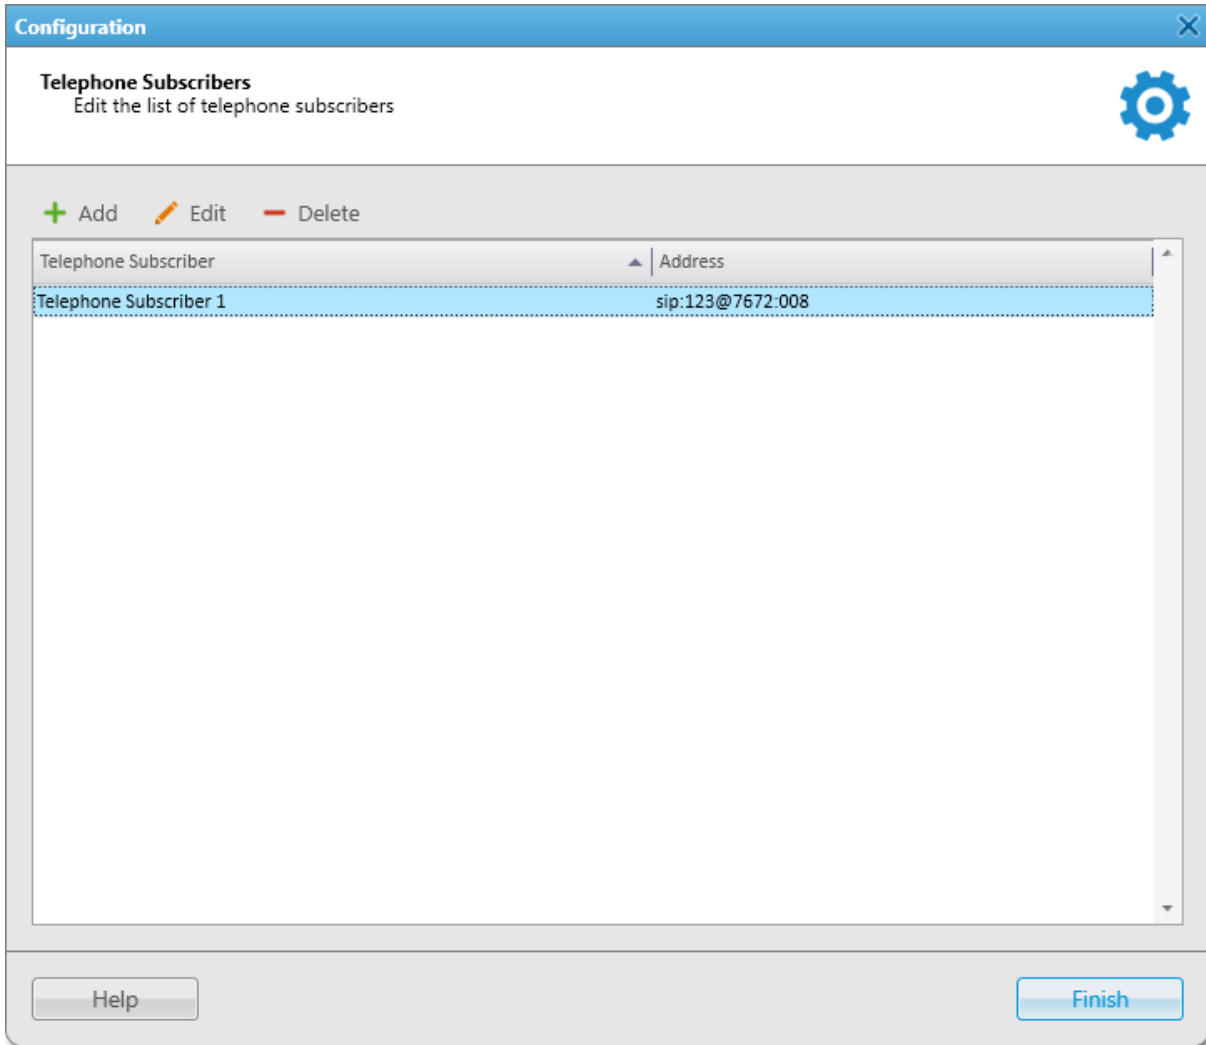 Configuration
Telephone Subscribers
Edit the list of telephone subscribers
Add Edit Delete
Telephone Subscriber Address
Telephone Subscriber 1 sip:123@7672:008
Help Finish